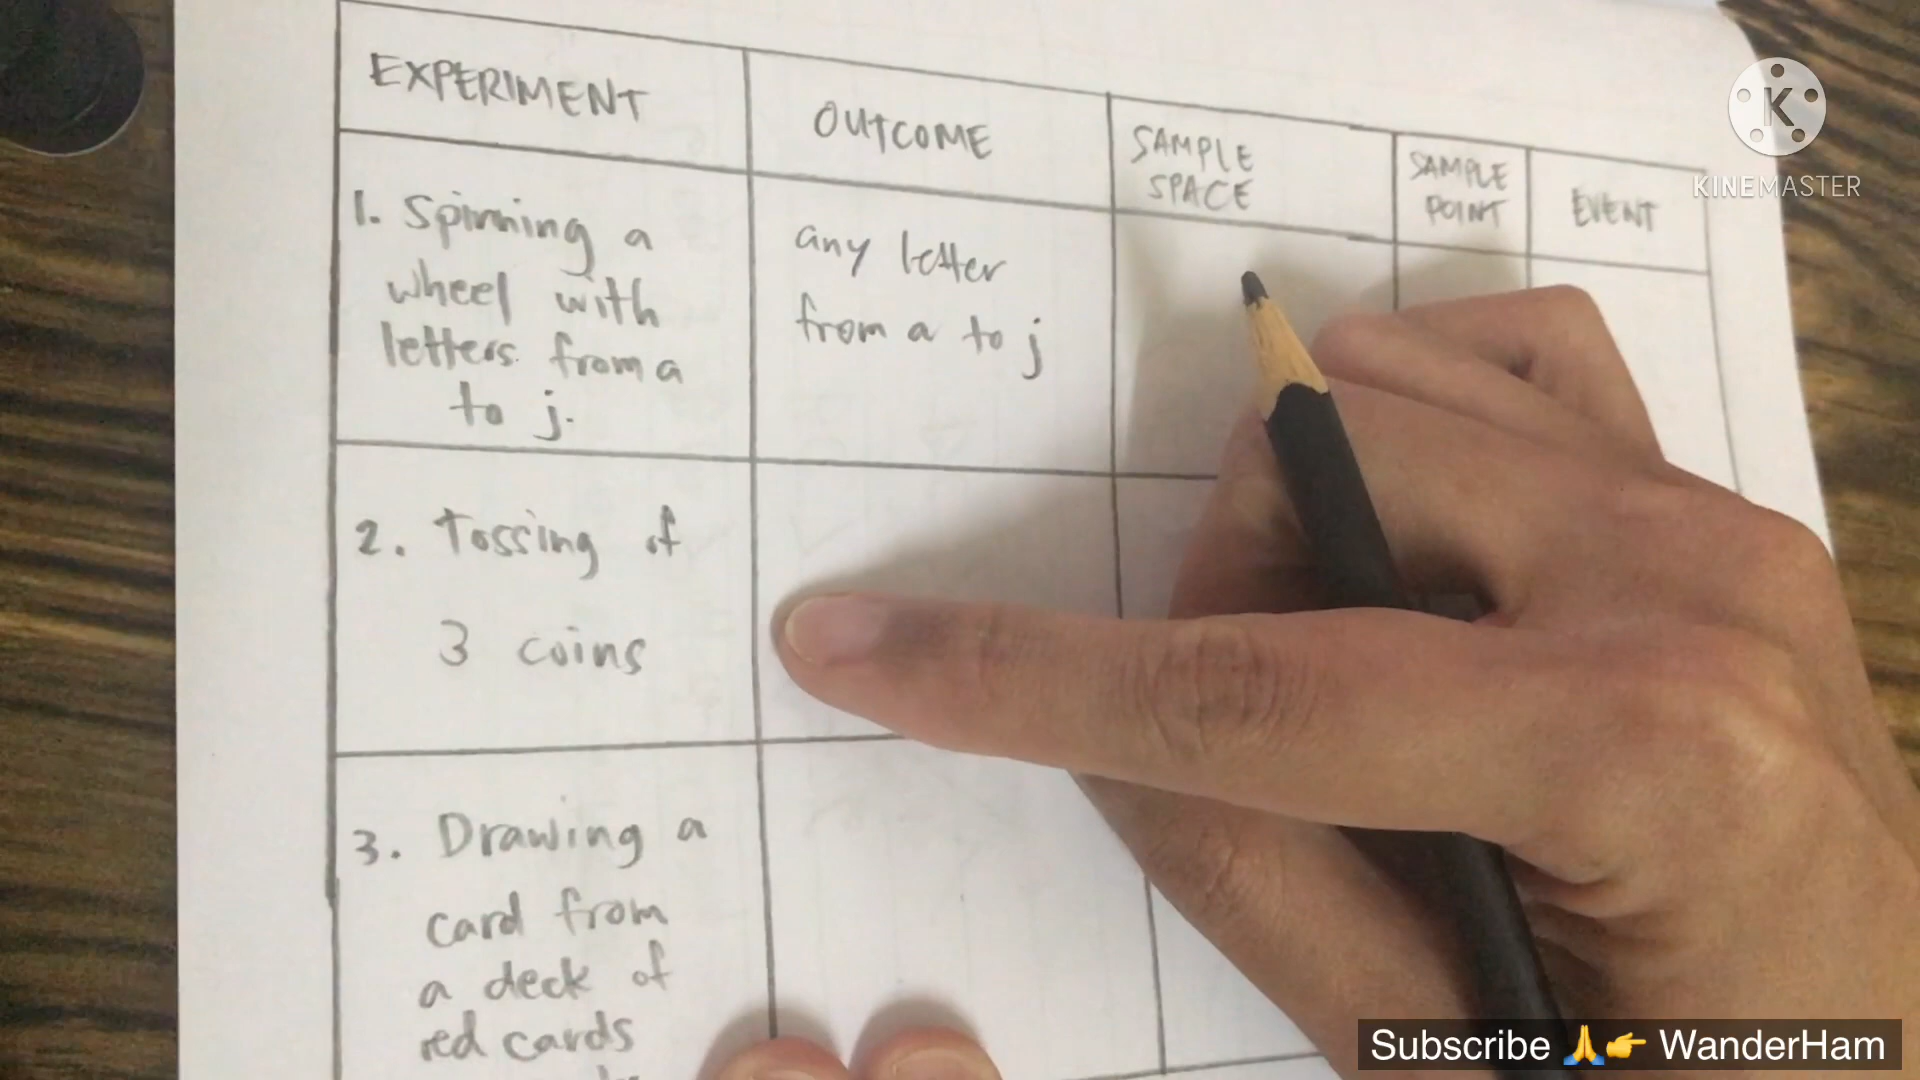 EXPERIMENT
OUTCOME
SAMPLE
SPACE
SAMPLE
POINT
EVENT
1. Spinning a
wheel with
letters from a
to j.
any letter
from a to j
2. Tossing of
3 coins
3. Drawing a
card from
a deck of
red cards
K
KINEMASTER
Subscribe 🙏👉 WanderHam